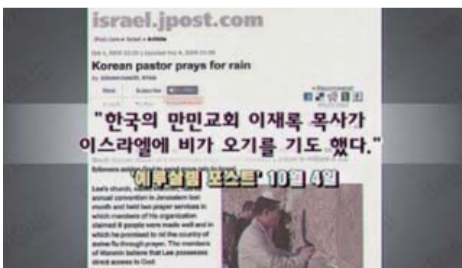 israel.jpost.com
Korean pastor prays for rain
"한국의 만민교회 이재록 목사가
이스라엘에 비가 오기를 기도 했다."
'예루살렘 포스트' 10월 4일
annual convention in Jerusalem last
month and held two prayer services in
which members of his organization
claimed 8 people were made well and in
which he promised to rid the country of
swine flu through prayer. The members
of Manmin believe that Lee possesses
direct access to God.